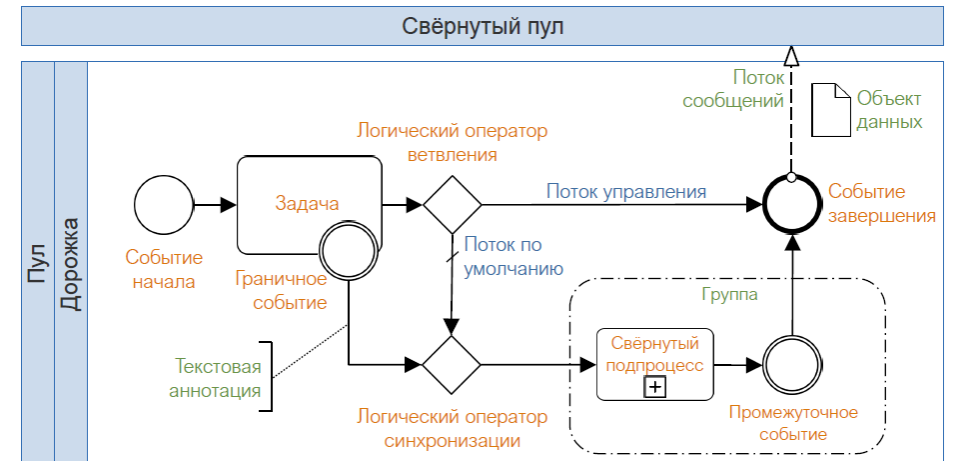 Свёрнутый пул
Поток
сообщений
Объект
данных
Логический оператор
ветвления
Задача
Поток управления
Событие
завершения
Пул
Дорожка
Событие
начала
Граничное
событие
Поток по
умолчанию
Группа
Свёрнутый
подпроцесс
Текстовая
аннотация
Логический оператор
синхронизации
Промежуточное
событие